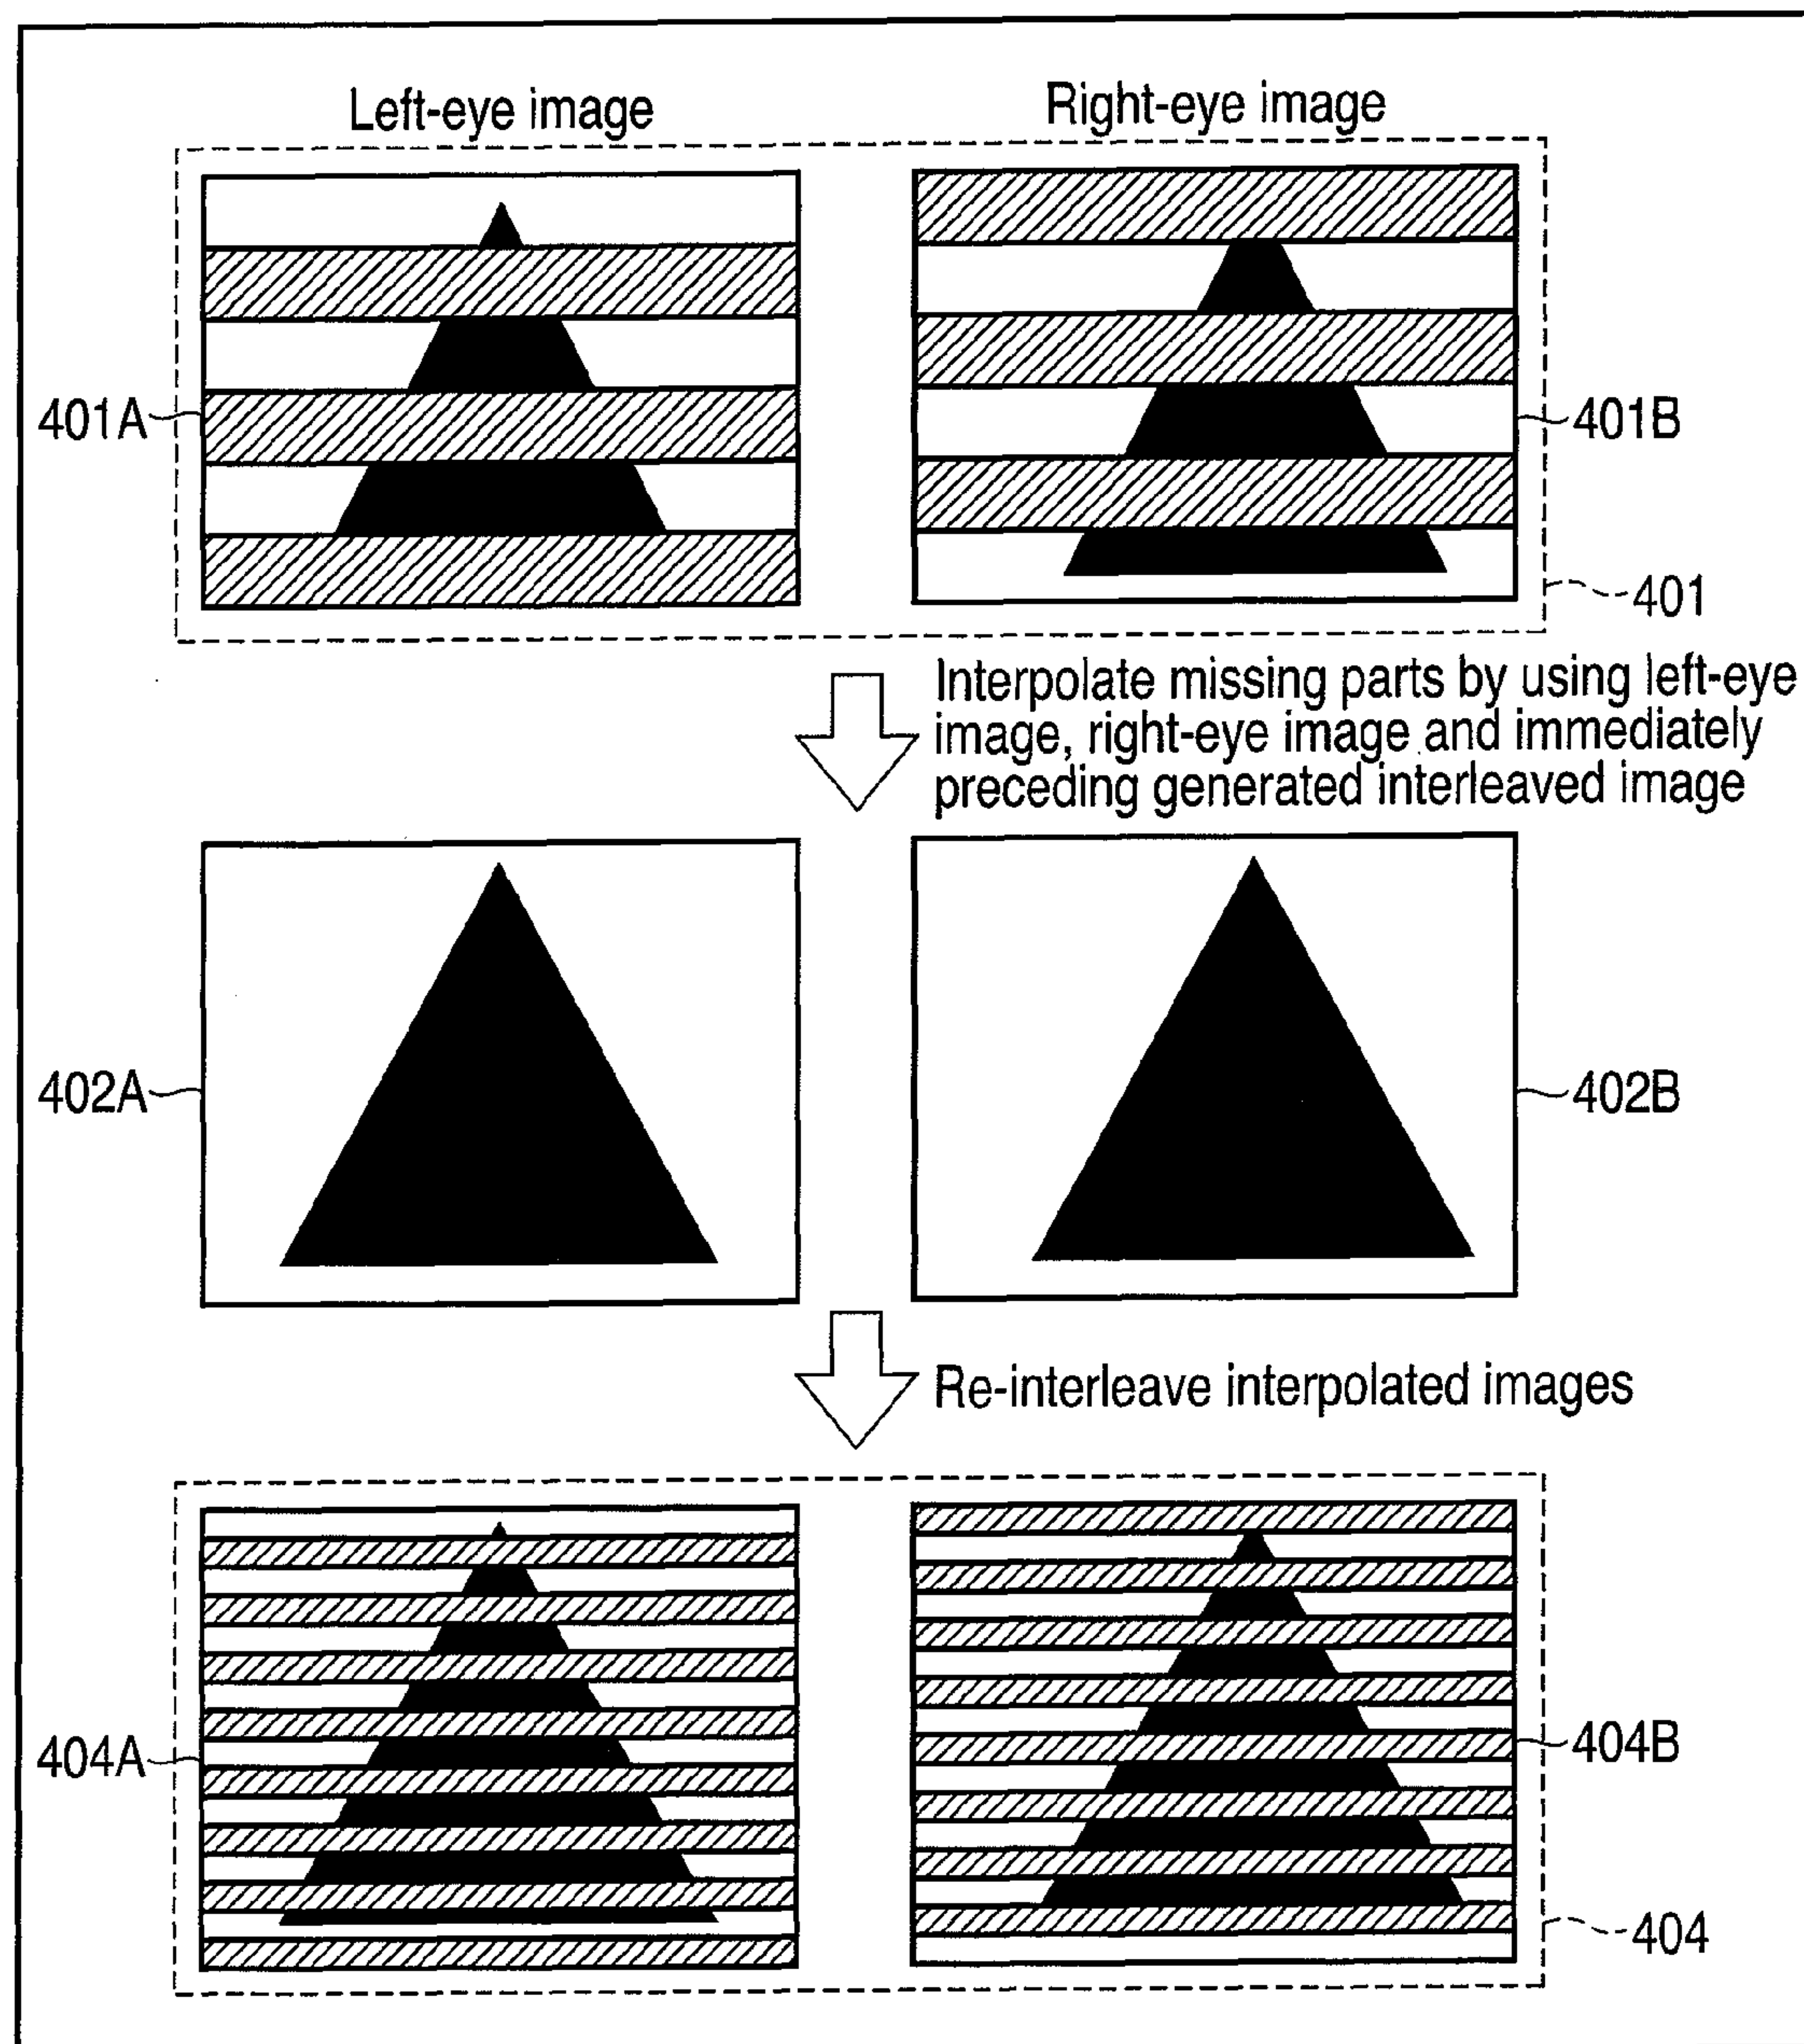 Left-eye image
Right-eye image
401A
401B
401
Interpolate missing parts by using left-eye
image, right-eye image and immediately
preceding generated interleaved image
402A
402B
Re-interleave interpolated images
404A
404B
404